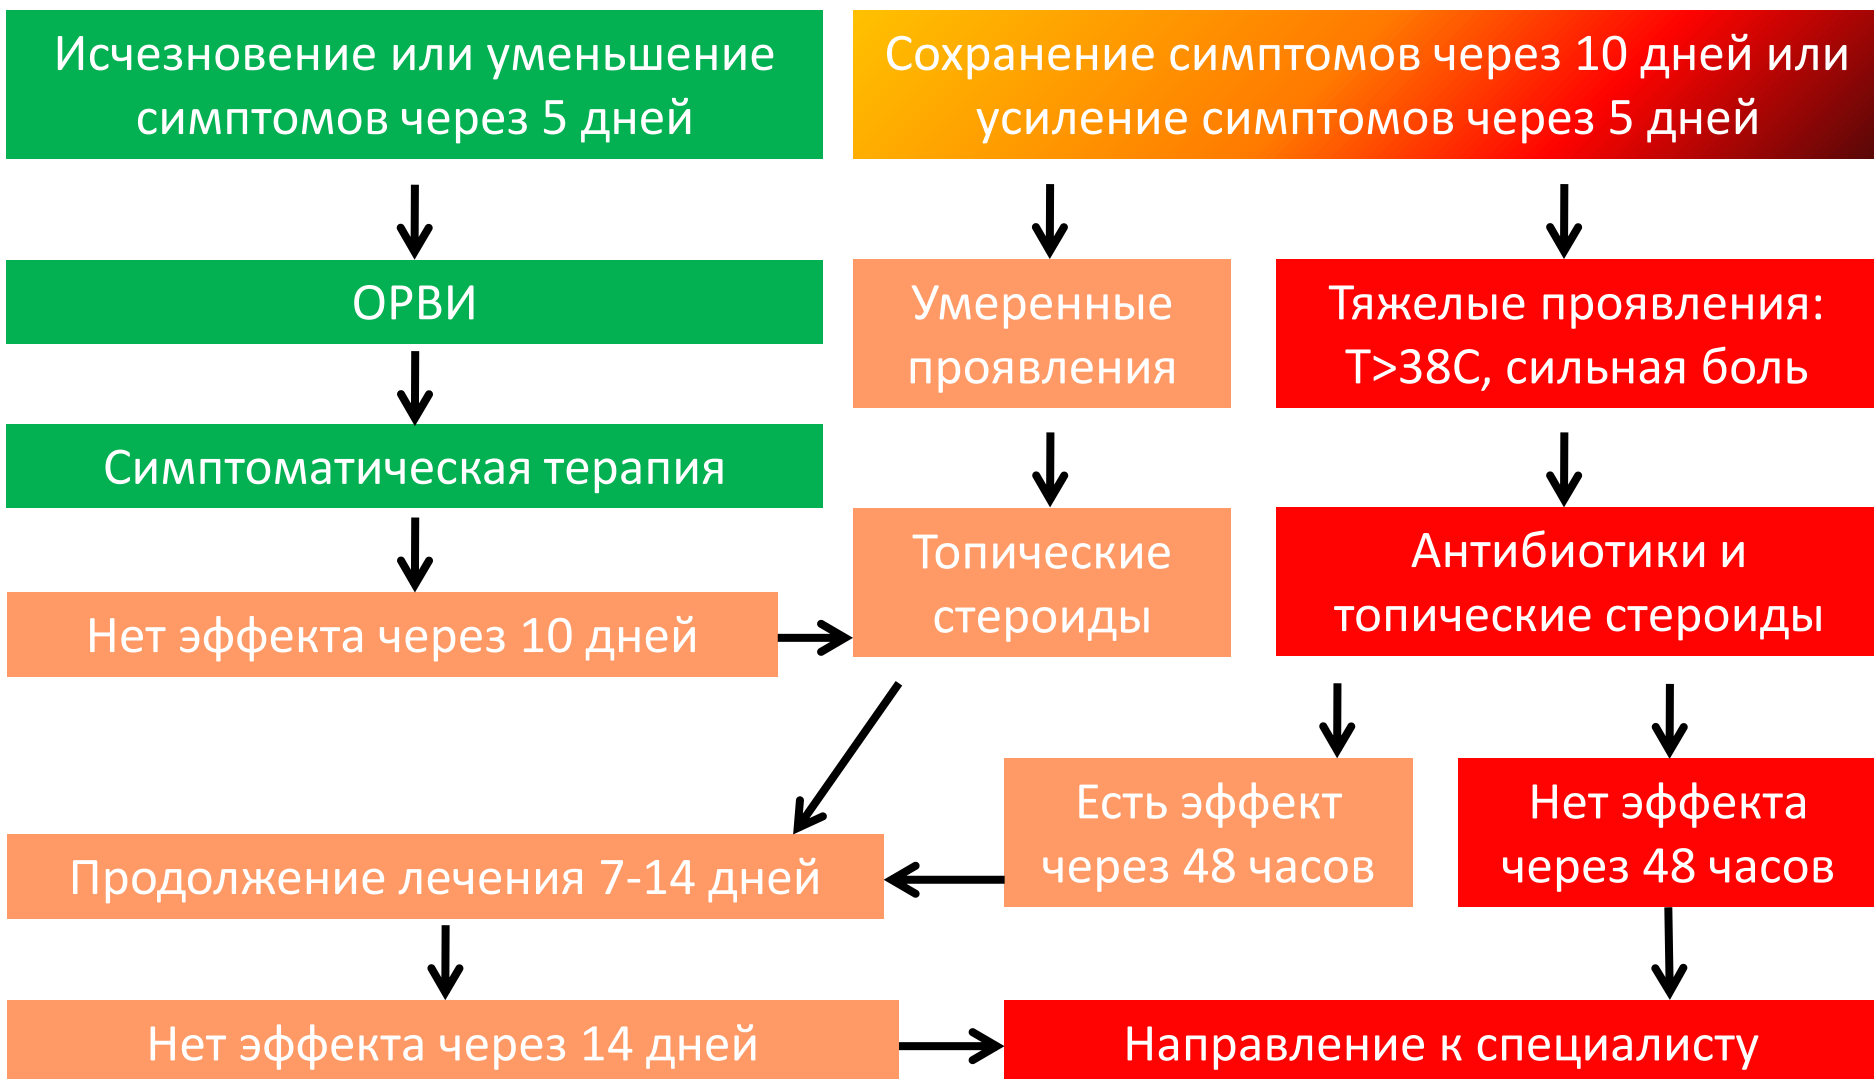 Исчезновение или уменьшение
симптомов через 5 дней
Сохранение симптомов через 10 дней или
усиление симптомов через 5 дней
ОРВИ
Умеренные
проявления
Тяжелые проявления:
Т>38С, сильная боль
Симптоматическая терапия
Топические
стероиды
Антибиотики и
топические стероиды
Нет эффекта через 10 дней
Есть эффект
через 48 часов
Нет эффекта
через 48 часов
Продолжение лечения 7-14 дней
Нет эффекта через 14 дней
Направление к специалисту